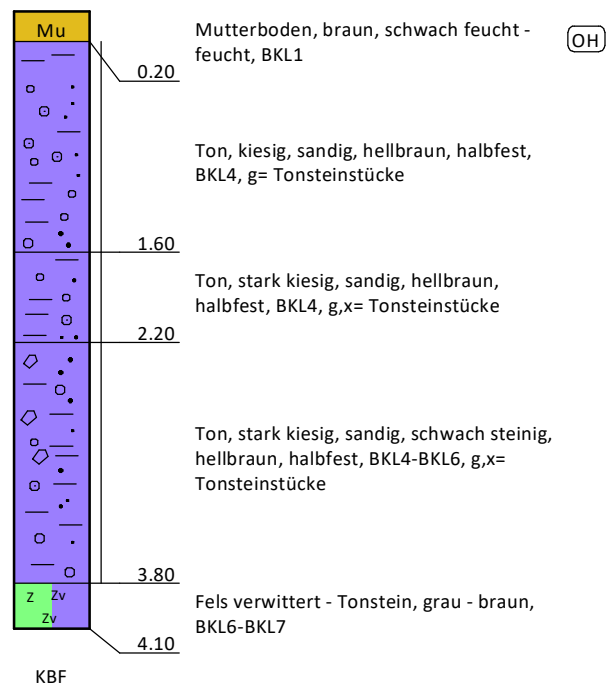 Mu
Mutterboden, braun, schwach feucht -
feucht, BKL1
OH
0.20
Ton, kiesig, sandig, hellbraun, halbfest,
BKL4, g= Tonsteinstücke
1.60
Ton, stark kiesig, sandig, hellbraun,
halbfest, BKL4, g,x= Tonsteinstücke
2.20
Ton, stark kiesig, sandig, schwach steinig,
hellbraun, halbfest, BKL4-BKL6, g,x=
Tonsteinstücke
3.80
Z Zv
Zv
Fels verwittert - Tonstein, grau - braun,
BKL6-BKL7
4.10
KBF